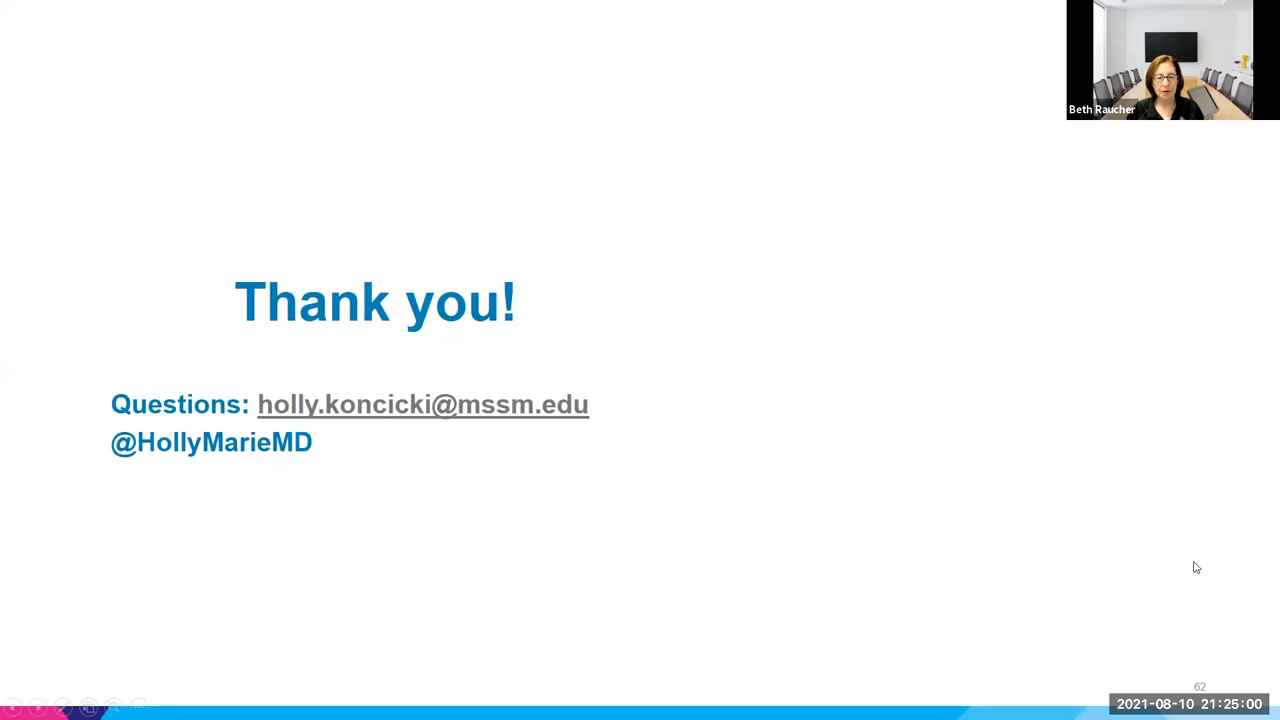 Beth Raucher
Thank you!
Questions: holly.koncicki@mssm.edu
@HollyMarieMD
62
2021-08-10 21:25:00